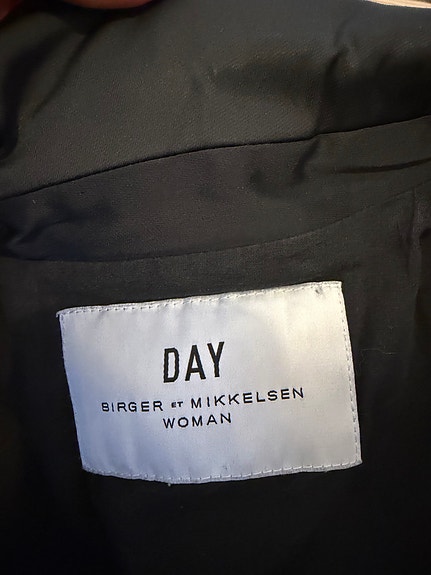 DAY
BIRGER ET MIKKELSEN
WOMAN